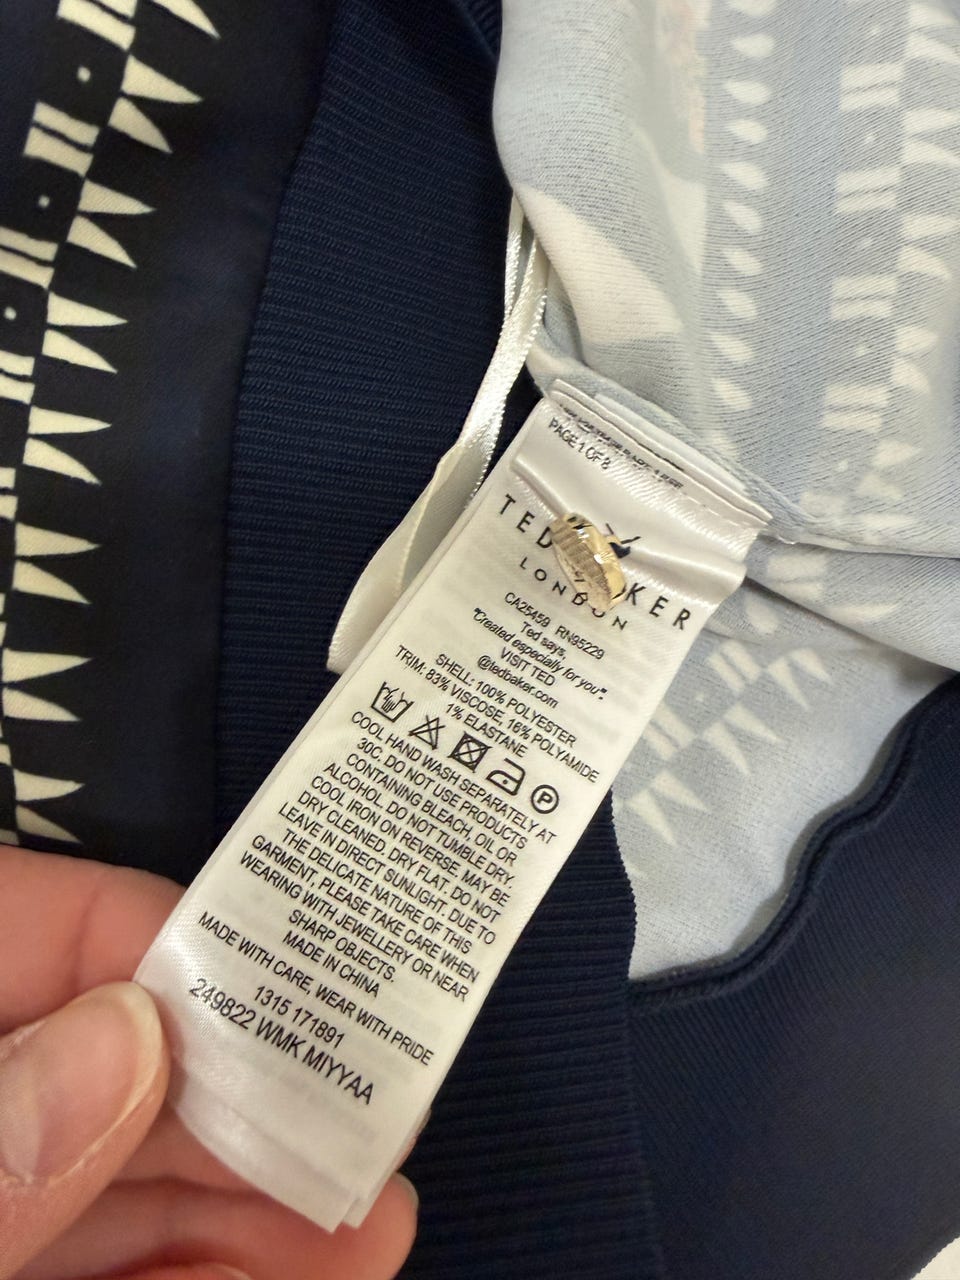 PAGE 1 OF 8
TED BAKER
LONDON
CA25459 RN95229
Ted says,
"Created especially for you".
VISIT TED
@tedbaker.com
SHELL: 100% POLYESTER
TRIM: 83% VISCOSE, 16% POLYAMIDE
1% ELASTANE
P
COOL HAND WASH SEPARATELY AT
30C. DO NOT USE PRODUCTS
CONTAINING BLEACH, OIL OR
ALCOHOL. DO NOT TUMBLE DRY.
COOL IRON ON REVERSE. MAY BE
DRY CLEANED. DRY FLAT. DO NOT
LEAVE IN DIRECT SUNLIGHT. DUE TO
THE DELICATE NATURE OF THIS
GARMENT, PLEASE TAKE CARE WHEN
WEARING WITH JEWELLERY OR NEAR
SHARP OBJECTS.
MADE IN CHINA
MADE WITH CARE, WEAR WITH PRIDE
1315 171891
249822 WMK MIYYAA